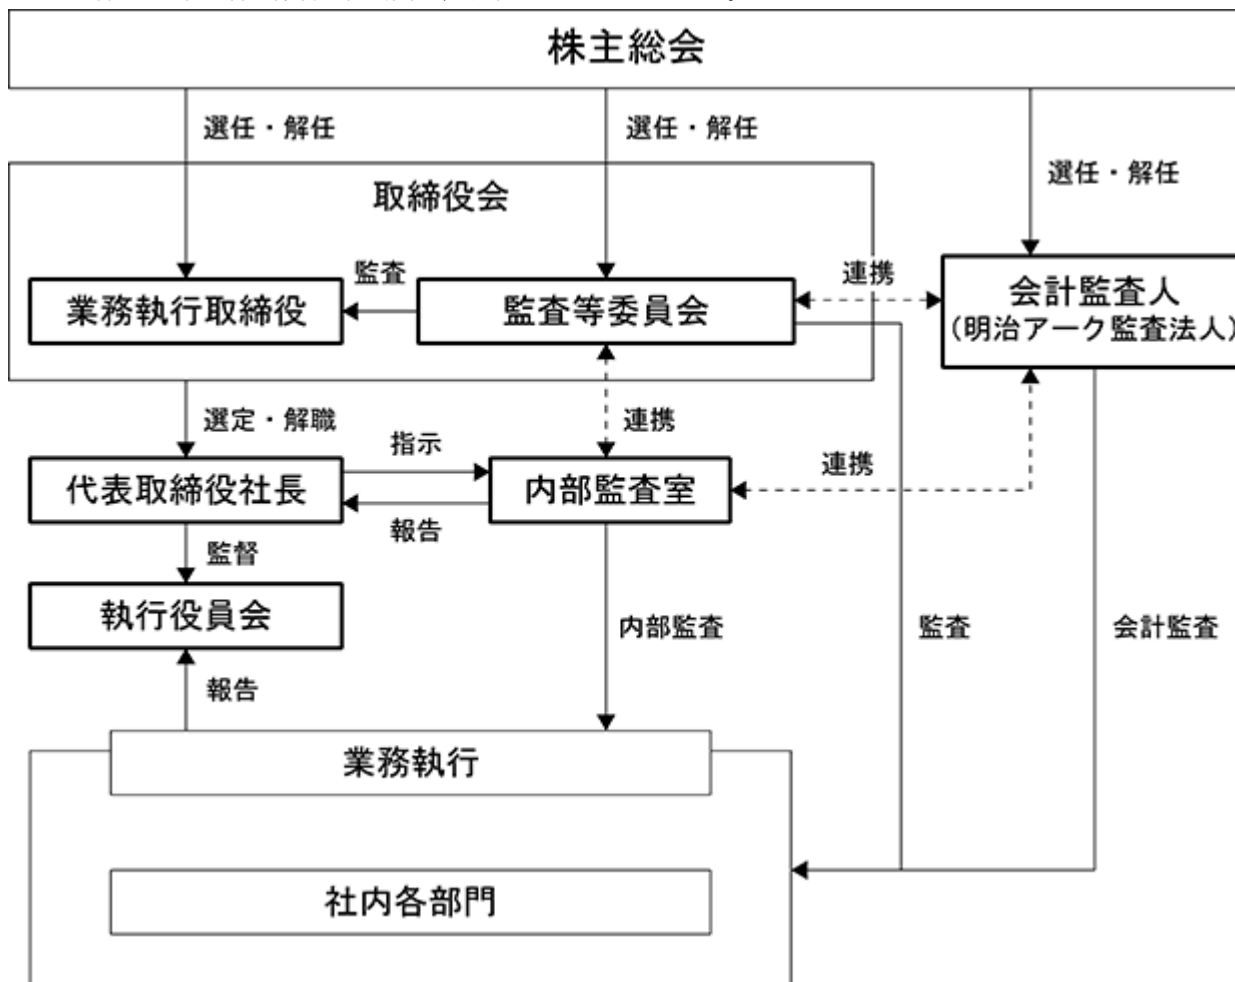 株主総会
選任・解任
選任・解任
選任・解任
取締役会
監査
連携
業務執行取締役
監査等委員会
会計監査人
(明治アーク監査法人)
選定・解職
連携
指示
連携
代表取締役社長
内部監査室
報告
監督
執行役員会
内部監査
監査
会計監査
報告
業務執行
社内各部門